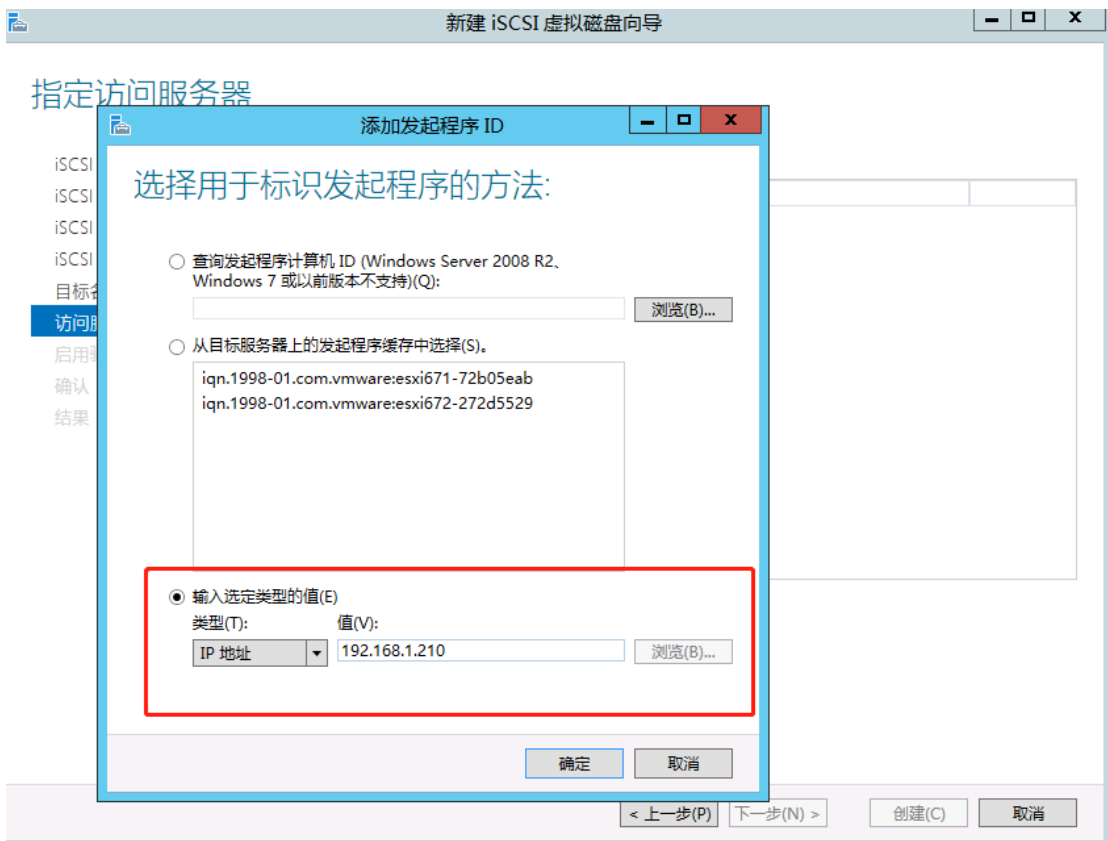 新建 iSCSI 虚拟磁盘向导
指定访问服务器
添加发起程序 ID
选择用于标识发起程序的方法:
iSCSI
iSCSI
iSCSI
iSCSI
目标
访问
启用
确认
结果
查询发起程序计算机 ID (Windows Server 2008 R2、
Windows 7 或以前版本不支持)(Q):
浏览(B)...
从目标服务器上的发起程序缓存中选择(S)。
iqn.1998-01.com.vmware:esxi671-72b05eab
iqn.1998-01.com.vmware:esxi672-272d5529
输入选定类型的值(E)
类型(T): 值(V):
IP 地址 192.168.1.210 浏览(B)...
确定 取消
< 上一步(P) 下一步(N) > 创建(C) 取消